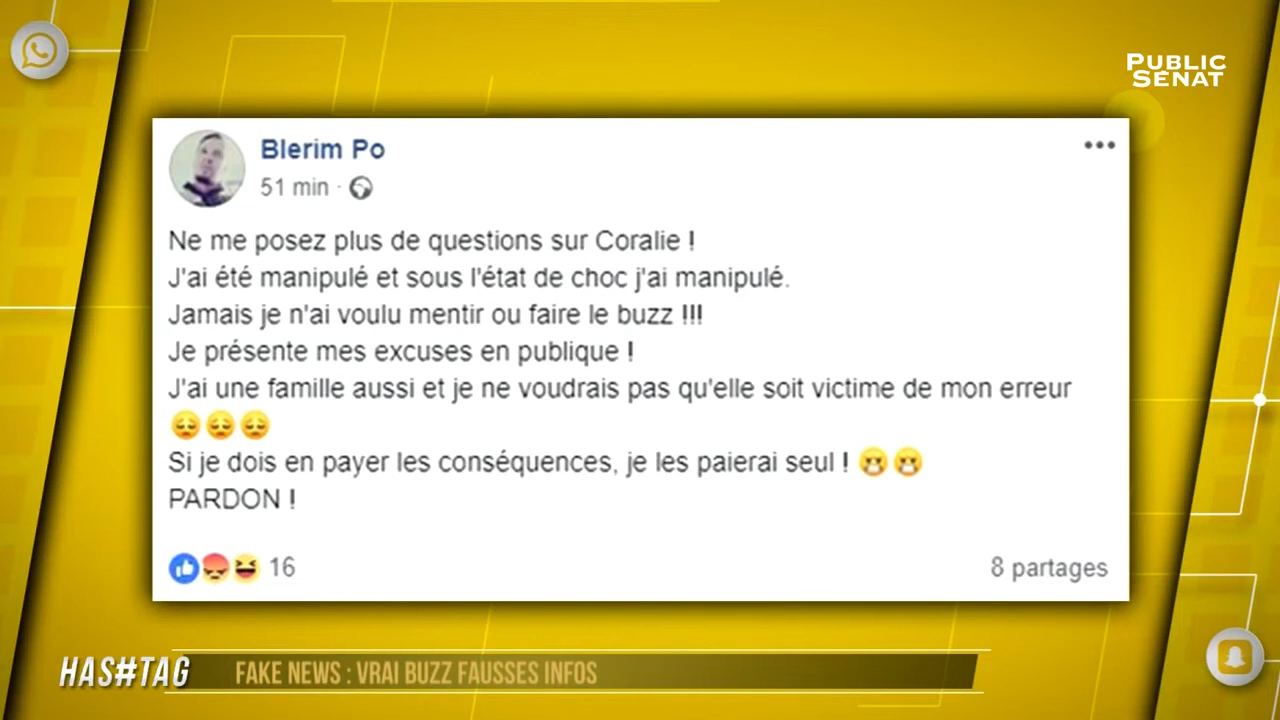 PUBLIC
SÉNAT
Blerim Po
51 min ·
Ne me posez plus de questions sur Coralie !
J'ai été manipulé et sous l'état de choc j'ai manipulé.
Jamais je n'ai voulu mentir ou faire le buzz !!!
Je présente mes excuses en publique !
J'ai une famille aussi et je ne voudrais pas qu'elle soit victime de mon erreur
😔😔😔
Si je dois en payer les conséquences, je les paierai seul ! 😷😷
PARDON !
16
8 partages
HAS#TAG
FAKE NEWS : VRAI BUZZ FAUSSES INFOS